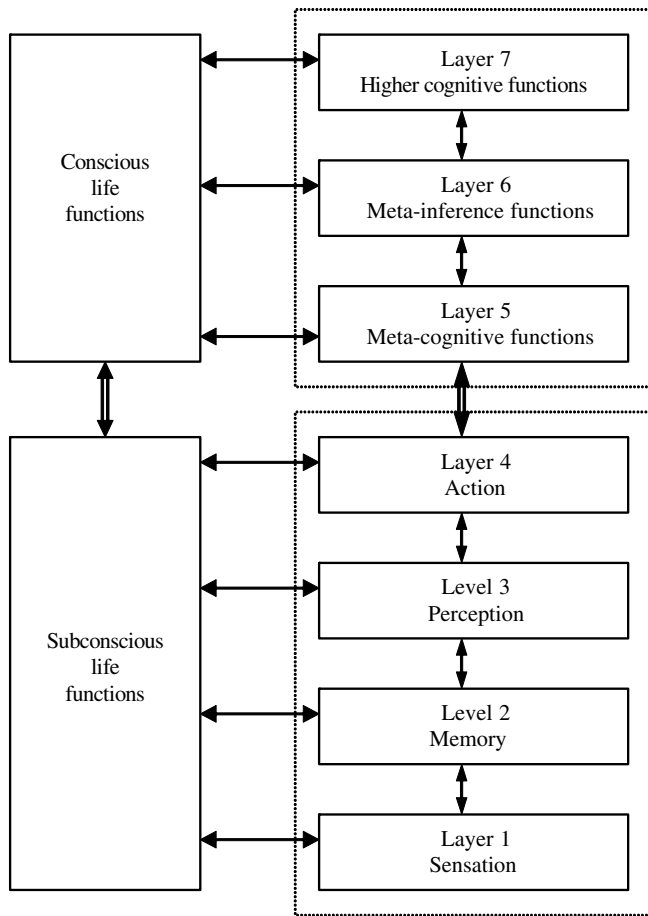 Conscious
life
functions
Layer 7
Higher cognitive functions
Layer 6
Meta-inference functions
Layer 5
Meta-cognitive functions
Subconscious
life
functions
Layer 4
Action
Level 3
Perception
Level 2
Memory
Layer 1
Sensation